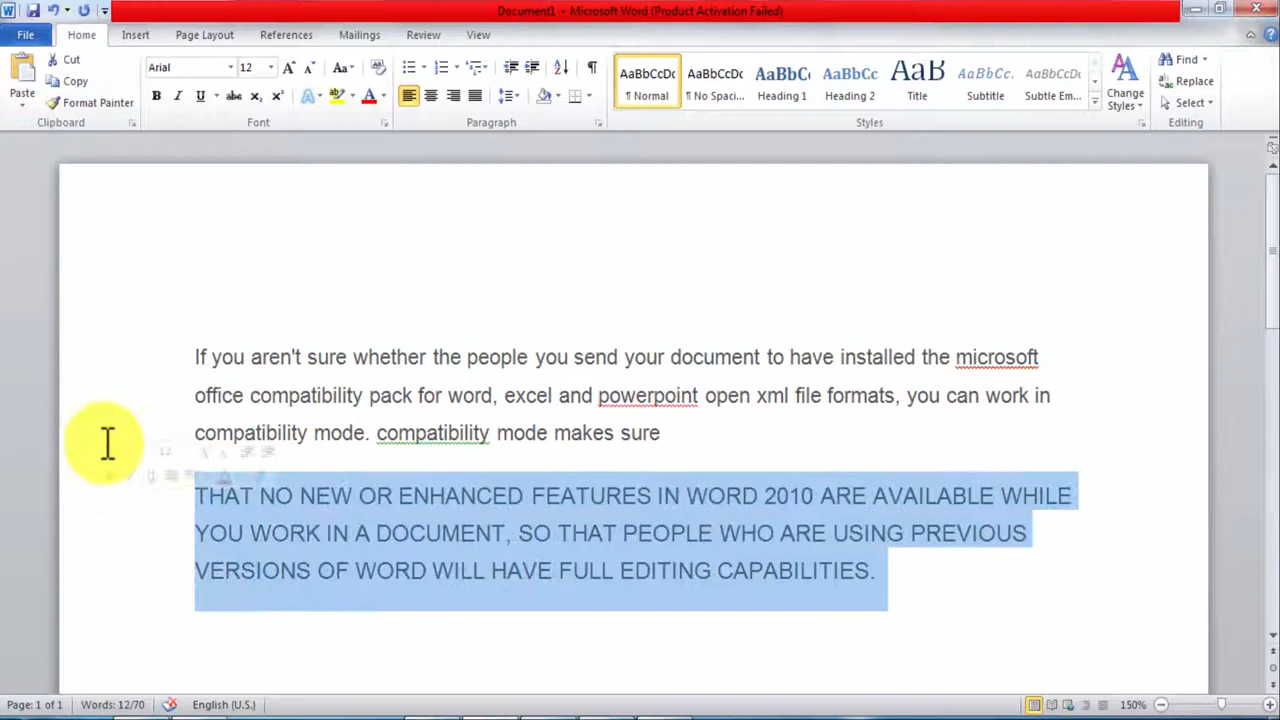 Document1 - Microsoft Word (Product Activation Failed)
File Home Insert Page Layout References Mailings Review View
Cut
Copy
Format Painter
Paste
Clipboard
Arial 12
Font
Paragraph
AaBbCcDc AaBbCcDc AaBbC AaBbCc AaB AaBbCc. AaBbCcDc
¶ Normal ¶ No Spaci... Heading 1 Heading 2 Title Subtitle Subtle Em...
Styles
Change
Styles
Find
Replace
Select
Editing
If you aren't sure whether the people you send your document to have installed the microsoft
office compatibility pack for word, excel and powerpoint open xml file formats, you can work in
compatibility mode. compatibility mode makes sure
THAT NO NEW OR ENHANCED FEATURES IN WORD 2010 ARE AVAILABLE WHILE
YOU WORK IN A DOCUMENT, SO THAT PEOPLE WHO ARE USING PREVIOUS
VERSIONS OF WORD WILL HAVE FULL EDITING CAPABILITIES.
Page: 1 of 1 Words: 12/70 English (U.S.) 150%